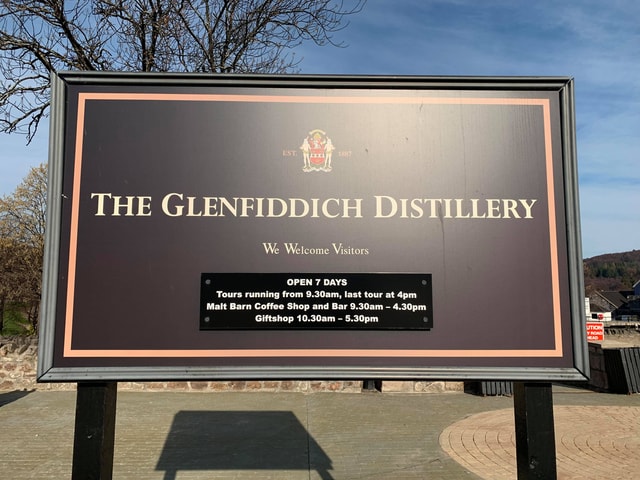 EST. 1887
THE GLENFIDDICH DISTILLERY
We Welcome Visitors
OPEN 7 DAYS
Tours running from 9.30am, last tour at 4pm
Malt Barn Coffee Shop and Bar 9.30am – 4.30pm
Giftshop 10.30am – 5.30pm
CAUTION